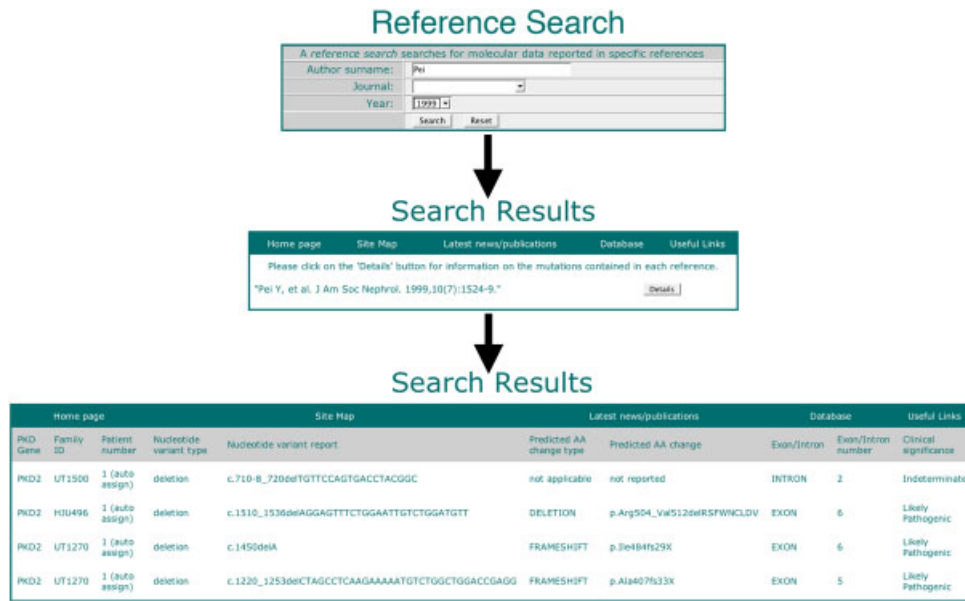 Reference Search
A reference search searches for molecular data reported in specific references
Author surname: Pei
Journal:
Year: 1999
Search Reset
Search Results
Home page Site Map Latest news/publications Database Useful Links
Please click on the 'Details' button for information on the mutations contained in each reference.
"Pei Y, et al. J Am Soc Nephrol. 1999,10(7):1524-9." Details
Search Results
Home page Site Map Latest news/publications Database Useful Links
PKD Gene Family ID Patient number Nucleotide variant type Nucleotide variant report Predicted AA change type Predicted AA change Exon/Intron Exon/Intron number Clinical significance
PKD2 UT1500 1 (auto assign) deletion c.710-8_720delTGTTCCAGTGACCTACGGC not applicable not reported INTRON 2 Indeterminate
PKD2 HJU496 1 (auto assign) deletion c.1510_1536delAGGAGTTTCTGGAATTGTCTGGATGTT DELETION p.Arg504_Val512delRSFWNCLDV EXON 6 Likely Pathogenic
PKD2 UT1270 1 (auto assign) deletion c.1450delA FRAMESHIFT p.Ile484fs29X EXON 6 Likely Pathogenic
PKD2 UT1270 1 (auto assign) deletion c.1220_1253delCTAGCCTCAAGAAAAATGTCTGGCTGGACCGAGG FRAMESHIFT p.Ala407fs33X EXON 5 Likely Pathogenic